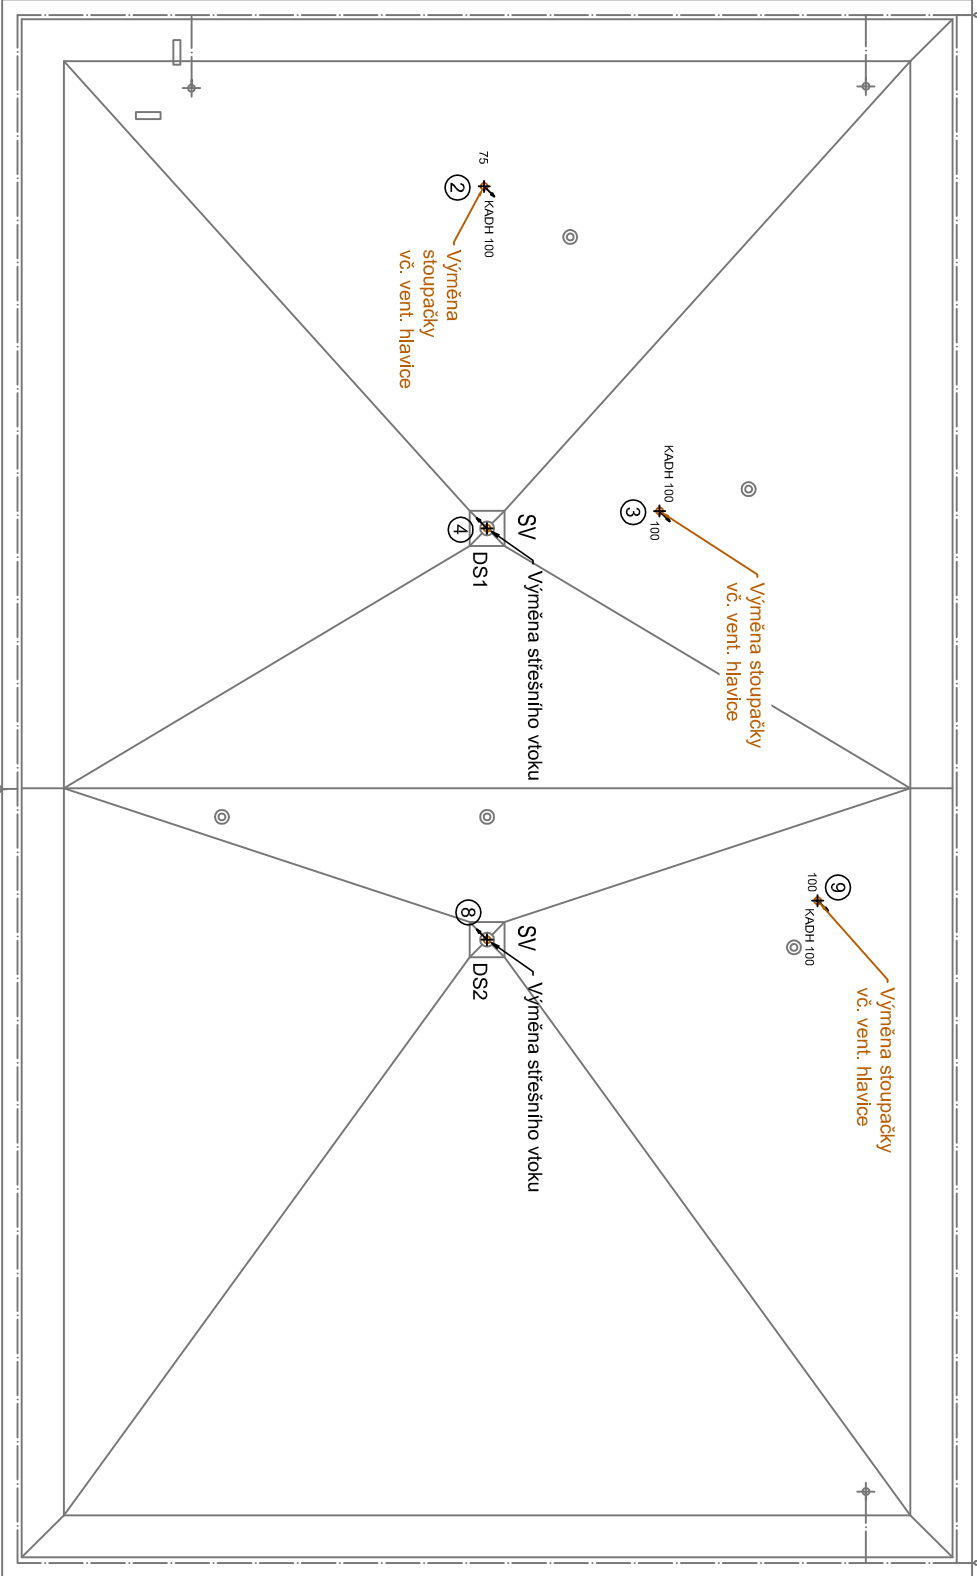 75
KADH 100
2
Výměna
stoupačky
vč. vent. hlavice
KADH 100
100
3
Výměna stoupačky
vč. vent. hlavice
SV
4
DS1
Výměna střešního vtoku
9
100
KADH 100
Výměna stoupačky
vč. vent. hlavice
SV
8
DS2
Výměna střešního vtoku